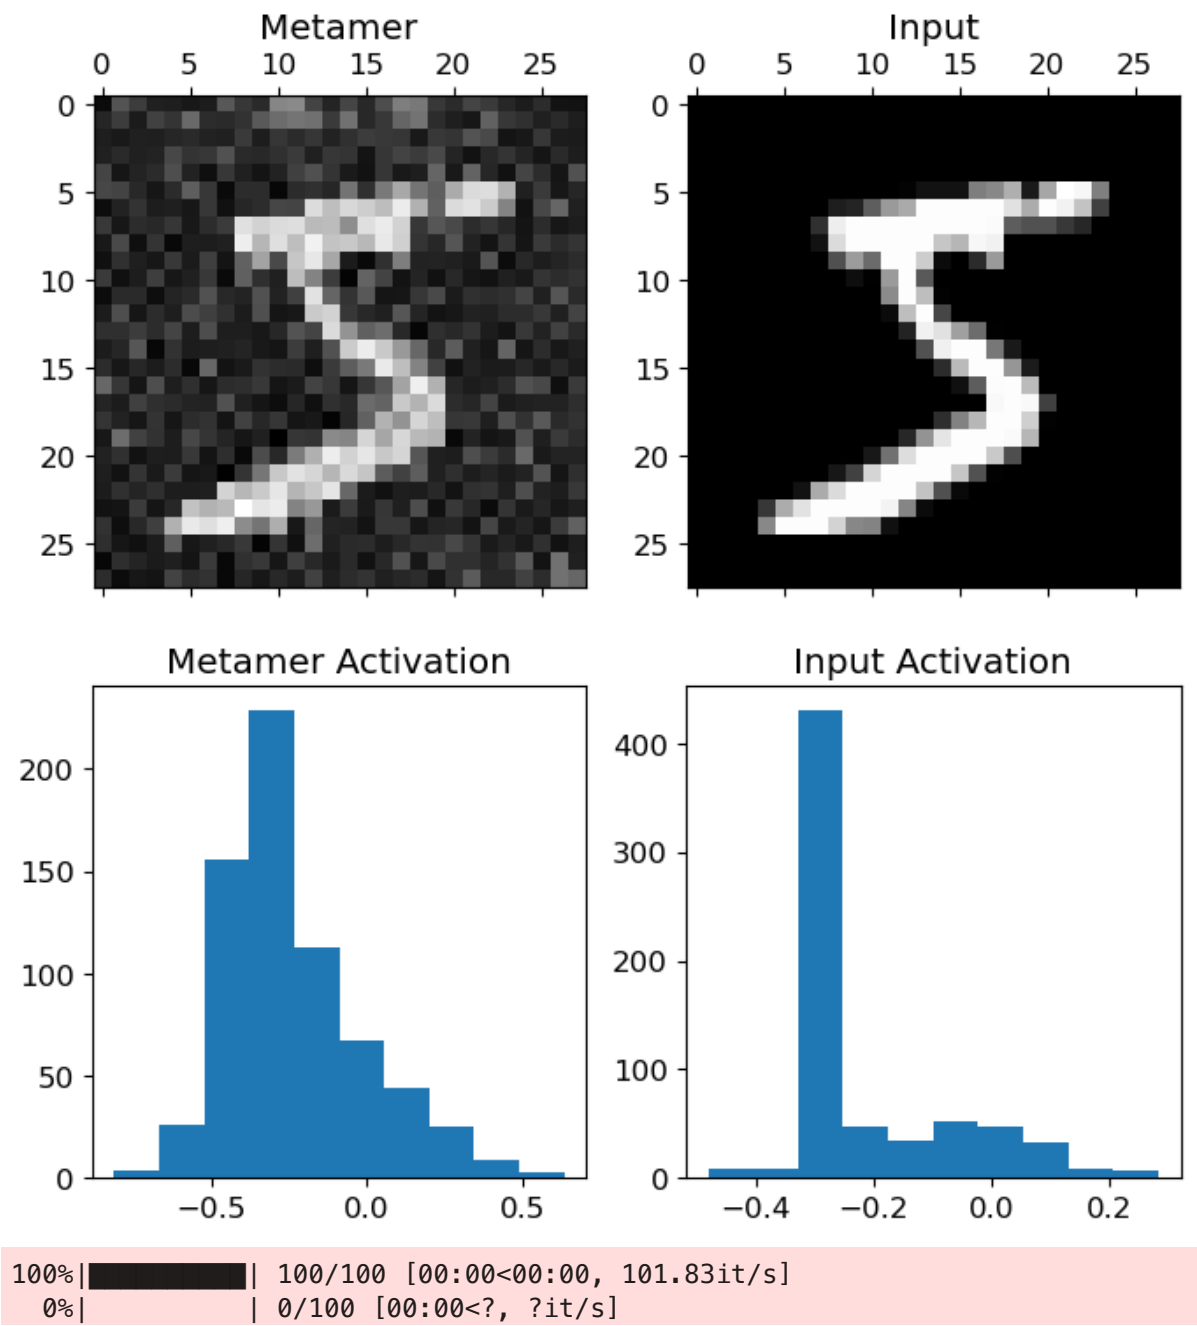 Metamer Input
0 5 10 15 20 25 0 5 10 15 20 25
0 0
5 5
10 10
15 15
20 20
25 25
Metamer Activation Input Activation
200 400
150 300
100 200
50 100
0 0
−0.5 0.0 0.5 −0.4 −0.2 0.0 0.2
100%|██████████| 100/100 [00:00<00:00, 101.83it/s]
0%| | 0/100 [00:00<?, ?it/s]